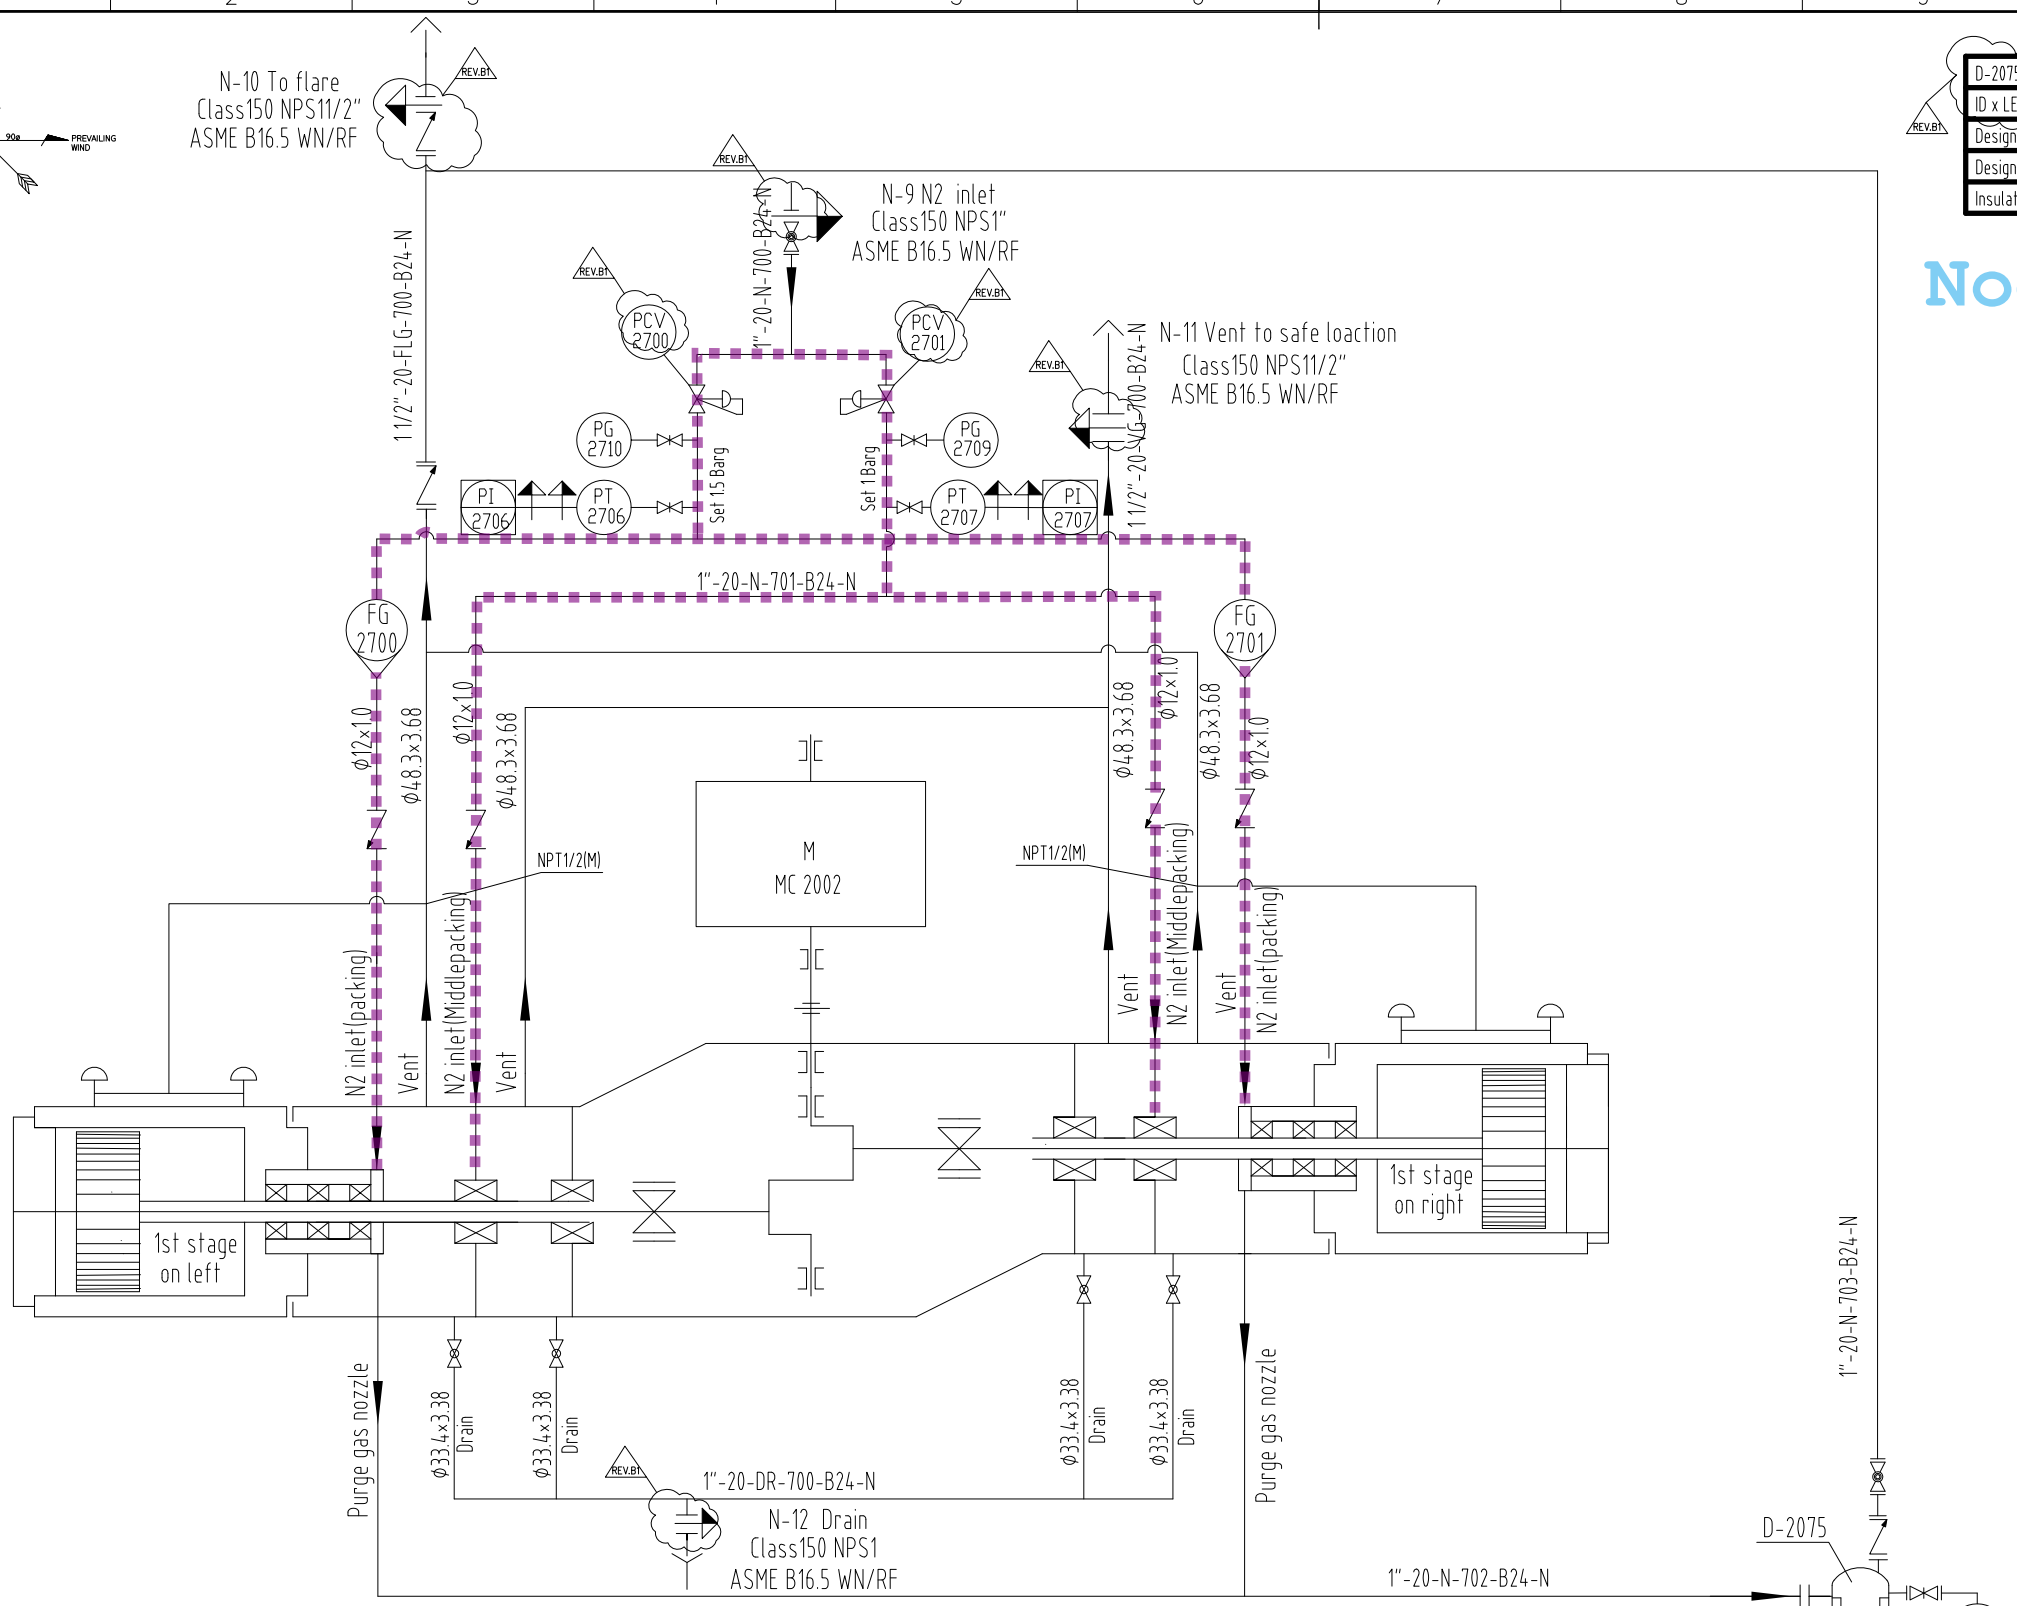 N-10 To flare
Class150 NPS11/2"
ASME B16.5 WN/RF
REV.B1
90ø
PREVAILING
WIND
REV.B1
N-9 N2 inlet
Class150 NPS1"
ASME B16.5 WN/RF
1"-20-N-700-B24-N
REV.B1
D-2075
ID x LE
Design
Design
Insulat
No
1 1/2"-20-FLG-700-B24-N
REV.B1
PCV
2700
REV.B1
PCV
2701
REV.B1
N-11 Vent to safe loaction
Class150 NPS11/2"
ASME B16.5 WN/RF
1 1/2"-20-VG-700-B24-N
PG
2710
PG
2709
Set 1.5 Barg
Set 1 Barg
PI
2706
PT
2706
PT
2707
PI
2707
1"-20-N-701-B24-N
FG
2700
FG
2701
ϕ12x1.0
ϕ48.3x3.68
ϕ12x1.0
ϕ48.3x3.68
ϕ48.3x3.68
ϕ12x1.0
ϕ48.3x3.68
ϕ12x1.0
NPT1/2(M)
NPT1/2(M)
M
MC 2002
N2 inlet(packing)
Vent
N2 inlet(Middlepacking)
Vent
Vent
N2 inlet(Middlepacking)
Vent
N2 inlet(packing)
1st stage
on left
1st stage
on right
Purge gas nozzle
ϕ33.4x3.38
Drain
ϕ33.4x3.38
Drain
ϕ33.4x3.38
Drain
ϕ33.4x3.38
Drain
Purge gas nozzle
1"-20-N-703-B24-N
REV.B1
1"-20-DR-700-B24-N
N-12 Drain
Class150 NPS1
ASME B16.5 WN/RF
D-2075
1"-20-N-702-B24-N